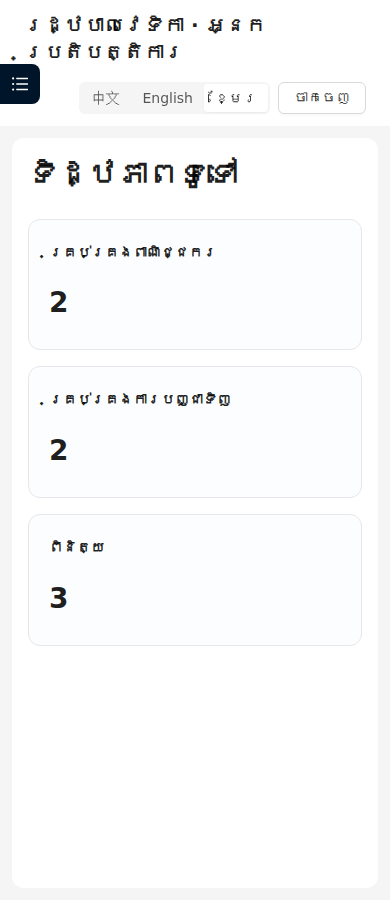 រដ្ឋបាលវេទិកា · អ្នក
ប្រតិបត្តិការ
中文 English ខ្មែរ ចាកចេញ
ទិដ្ឋភាពទូទៅ
គ្រប់គ្រងពាណិជ្ជករ
2
គ្រប់គ្រងការបញ្ជាទិញ
2
ពិនិត្យ
3